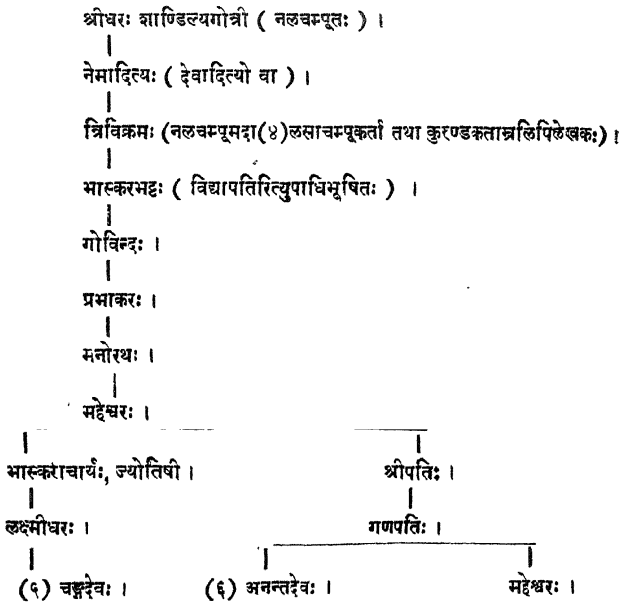 श्रीधरः शाण्डिल्यगोत्री ( नलचम्पूतः ) ।
नेमादित्यः ( देवादित्यो वा ) ।
त्रिविक्रमः (नलचम्पूमदा(४)लसाचम्पूकर्ता तथा कुरण्डकताम्रलिपिलेखकः) ।
भास्करभट्टः ( विद्यापतिरित्युपाधिभूषितः ) ।
गोविन्दः ।
प्रभाकरः ।
मनोरथः ।
महेश्वरः ।
भास्कराचार्यः, ज्योतिषी । श्रीपतिः ।
लक्ष्मीधरः । गणपतिः ।
(५) चङ्गदेवः । (६) अनन्तदेवः । महेश्वरः ।